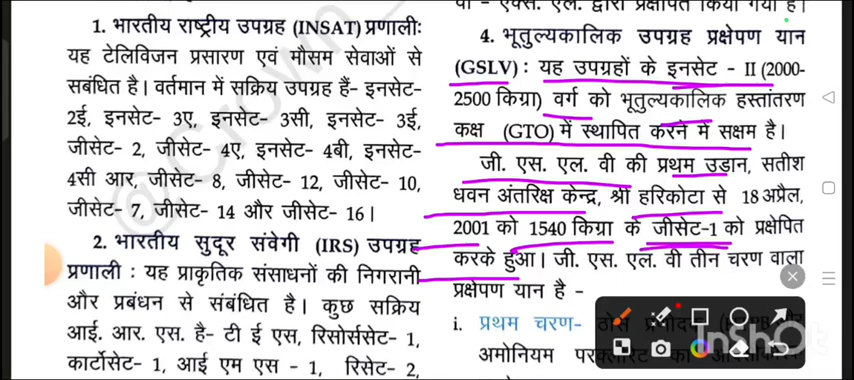 1. भारतीय राष्ट्रीय उपग्रह (INSAT) प्रणालीः
यह टेलिविजन प्रसारण एवं मौसम सेवाओं से
सबंधित है। वर्तमान में सक्रिय उपग्रह हैं- इनसेट-
2ई, इनसेट- 3ए, इनसेट- 3सी, इनसेट- 3ई,
जीसेट- 2, जीसेट- 4ए, इनसेट- 4बी, इनसेट-
4सी आर, जीसेट- 8, जीसेट- 12, जीसेट- 10,
जीसेट- 7, जीसेट- 14 और जीसेट- 16।
2. भारतीय सुदूर संवेगी (IRS) उपग्रह
प्रणाली : यह प्राकृतिक संसाधनों की निगरानी
और प्रबंधन से संबंधित है। कुछ सक्रिय
आई. आर. एस. है- टी ई एस, रिसोर्ससेट- 1,
कार्टोसेट- 1, आई एम एस - 1, रिसेट- 2,
पी - एक्स. एल. द्वारा प्रक्षेपित किया गया है।
4. भूतुल्यकालिक उपग्रह प्रक्षेपण यान
(GSLV) : यह उपग्रहों के इनसेट - II (2000-
2500 किग्रा) वर्ग को भूतुल्यकालिक हस्तांतरण
कक्ष (GTO) में स्थापित करने में सक्षम है।
जी. एस. एल. वी की प्रथम उड़ान, सतीश
धवन अंतरिक्ष केन्द्र, श्री हरिकोटा से 18 अप्रैल,
2001 को 1540 किग्रा के जीसेट-1 को प्रक्षेपित
करके हुआ। जी. एस. एल. वी तीन चरण वाला
प्रक्षेपण यान है -
i. प्रथम चरण- ठोस
अमोनियम
@Crown
InShOt